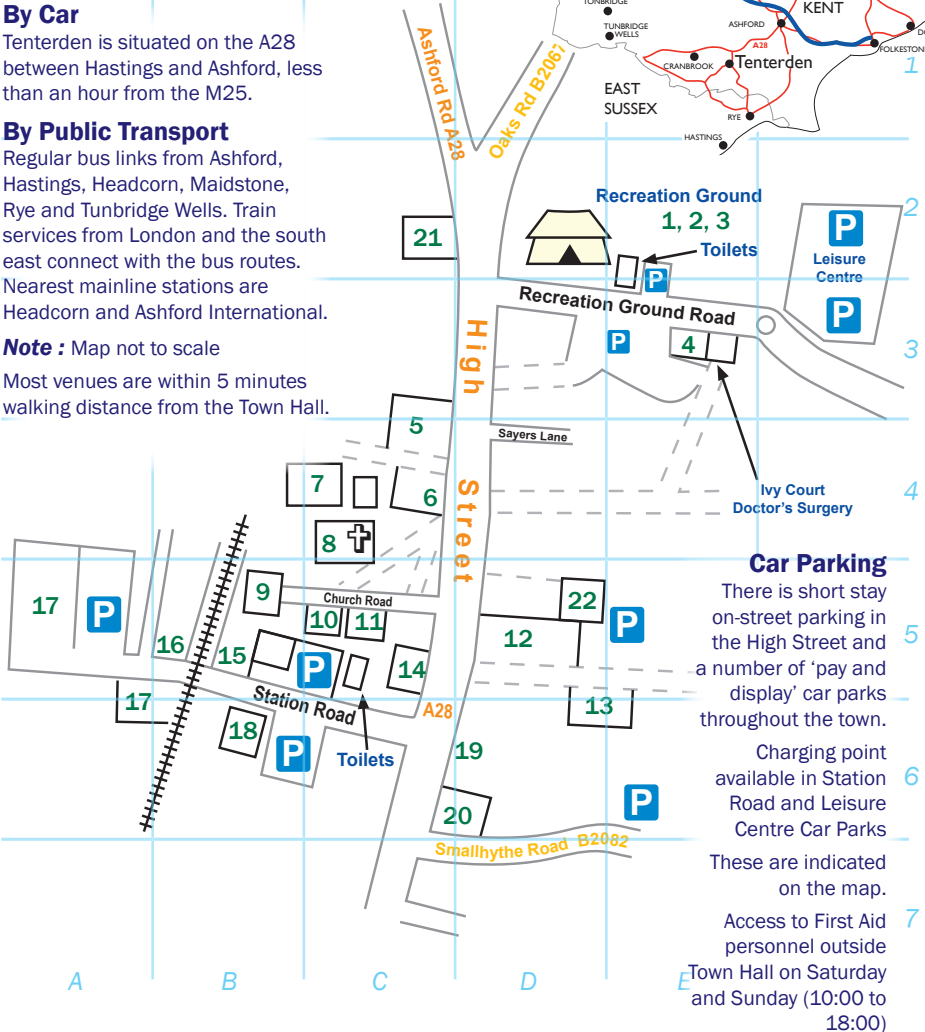 By Car
Tenterden is situated on the A28
between Hastings and Ashford, less
than an hour from the M25.
By Public Transport
Regular bus links from Ashford,
Hastings, Headcorn, Maidstone,
Rye and Tunbridge Wells. Train
services from London and the south
east connect with the bus routes.
Nearest mainline stations are
Headcorn and Ashford International.
Note : Map not to scale
Most venues are within 5 minutes
walking distance from the Town Hall.
Ashford Rd A28
Oaks Rd B2067
TUNBRIDGE
WELLS
KENT
ASHFORD
A28
FOLKESTON
CRANBROOK
Tenterden
EAST
SUSSEX
RYE
HASTINGS
1
Recreation Ground
1, 2, 3
Toilets
P
Leisure
Centre
P
2
21
P
Recreation Ground Road
P
4
3
High
Street
5
Sayers Lane
6
7
8
Ivy Court
Doctor's Surgery
4
17
P
16
9
Church Road
10
11
15
P
14
22
12
P
5
17
Station Road
A28
13
18
P
Toilets
19
20
P
6
Smallhythe Road B2082
Car Parking
There is short stay
on-street parking in
the High Street and
a number of 'pay and
display' car parks
throughout the town.
Charging point
available in Station
Road and Leisure
Centre Car Parks
These are indicated
on the map.
Access to First Aid
personnel outside
Town Hall on Saturday
and Sunday (10:00 to
18:00)
7
A
B
C
D
E